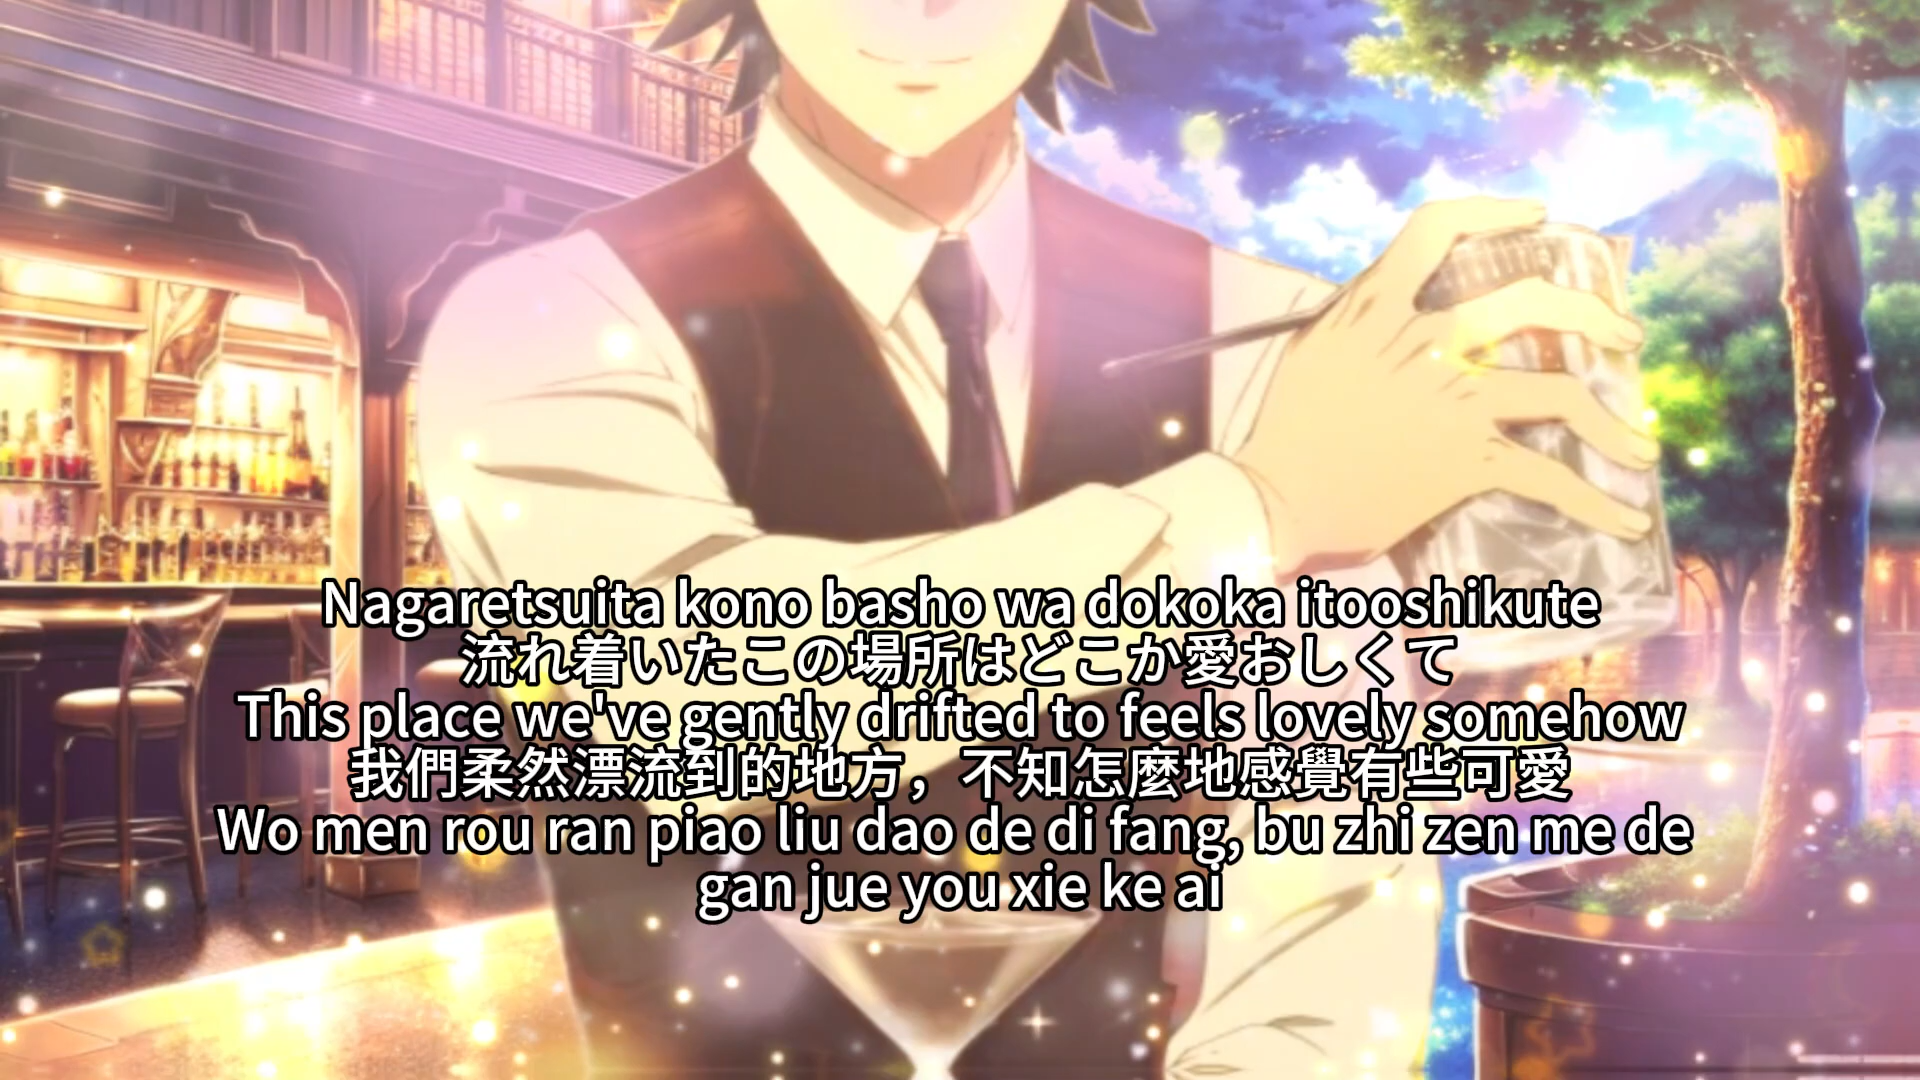 Nagaretsuita kono basho wa dokoka itooshikute
流れ着いたこの場所はどこか愛おしくて
This place we've gently drifted to feels lovely somehow
我們柔然漂流到的地方，不知怎麼地感覺有些可愛
Wo men rou ran piao liu dao de di fang, bu zhi zen me de
gan jue you xie ke ai